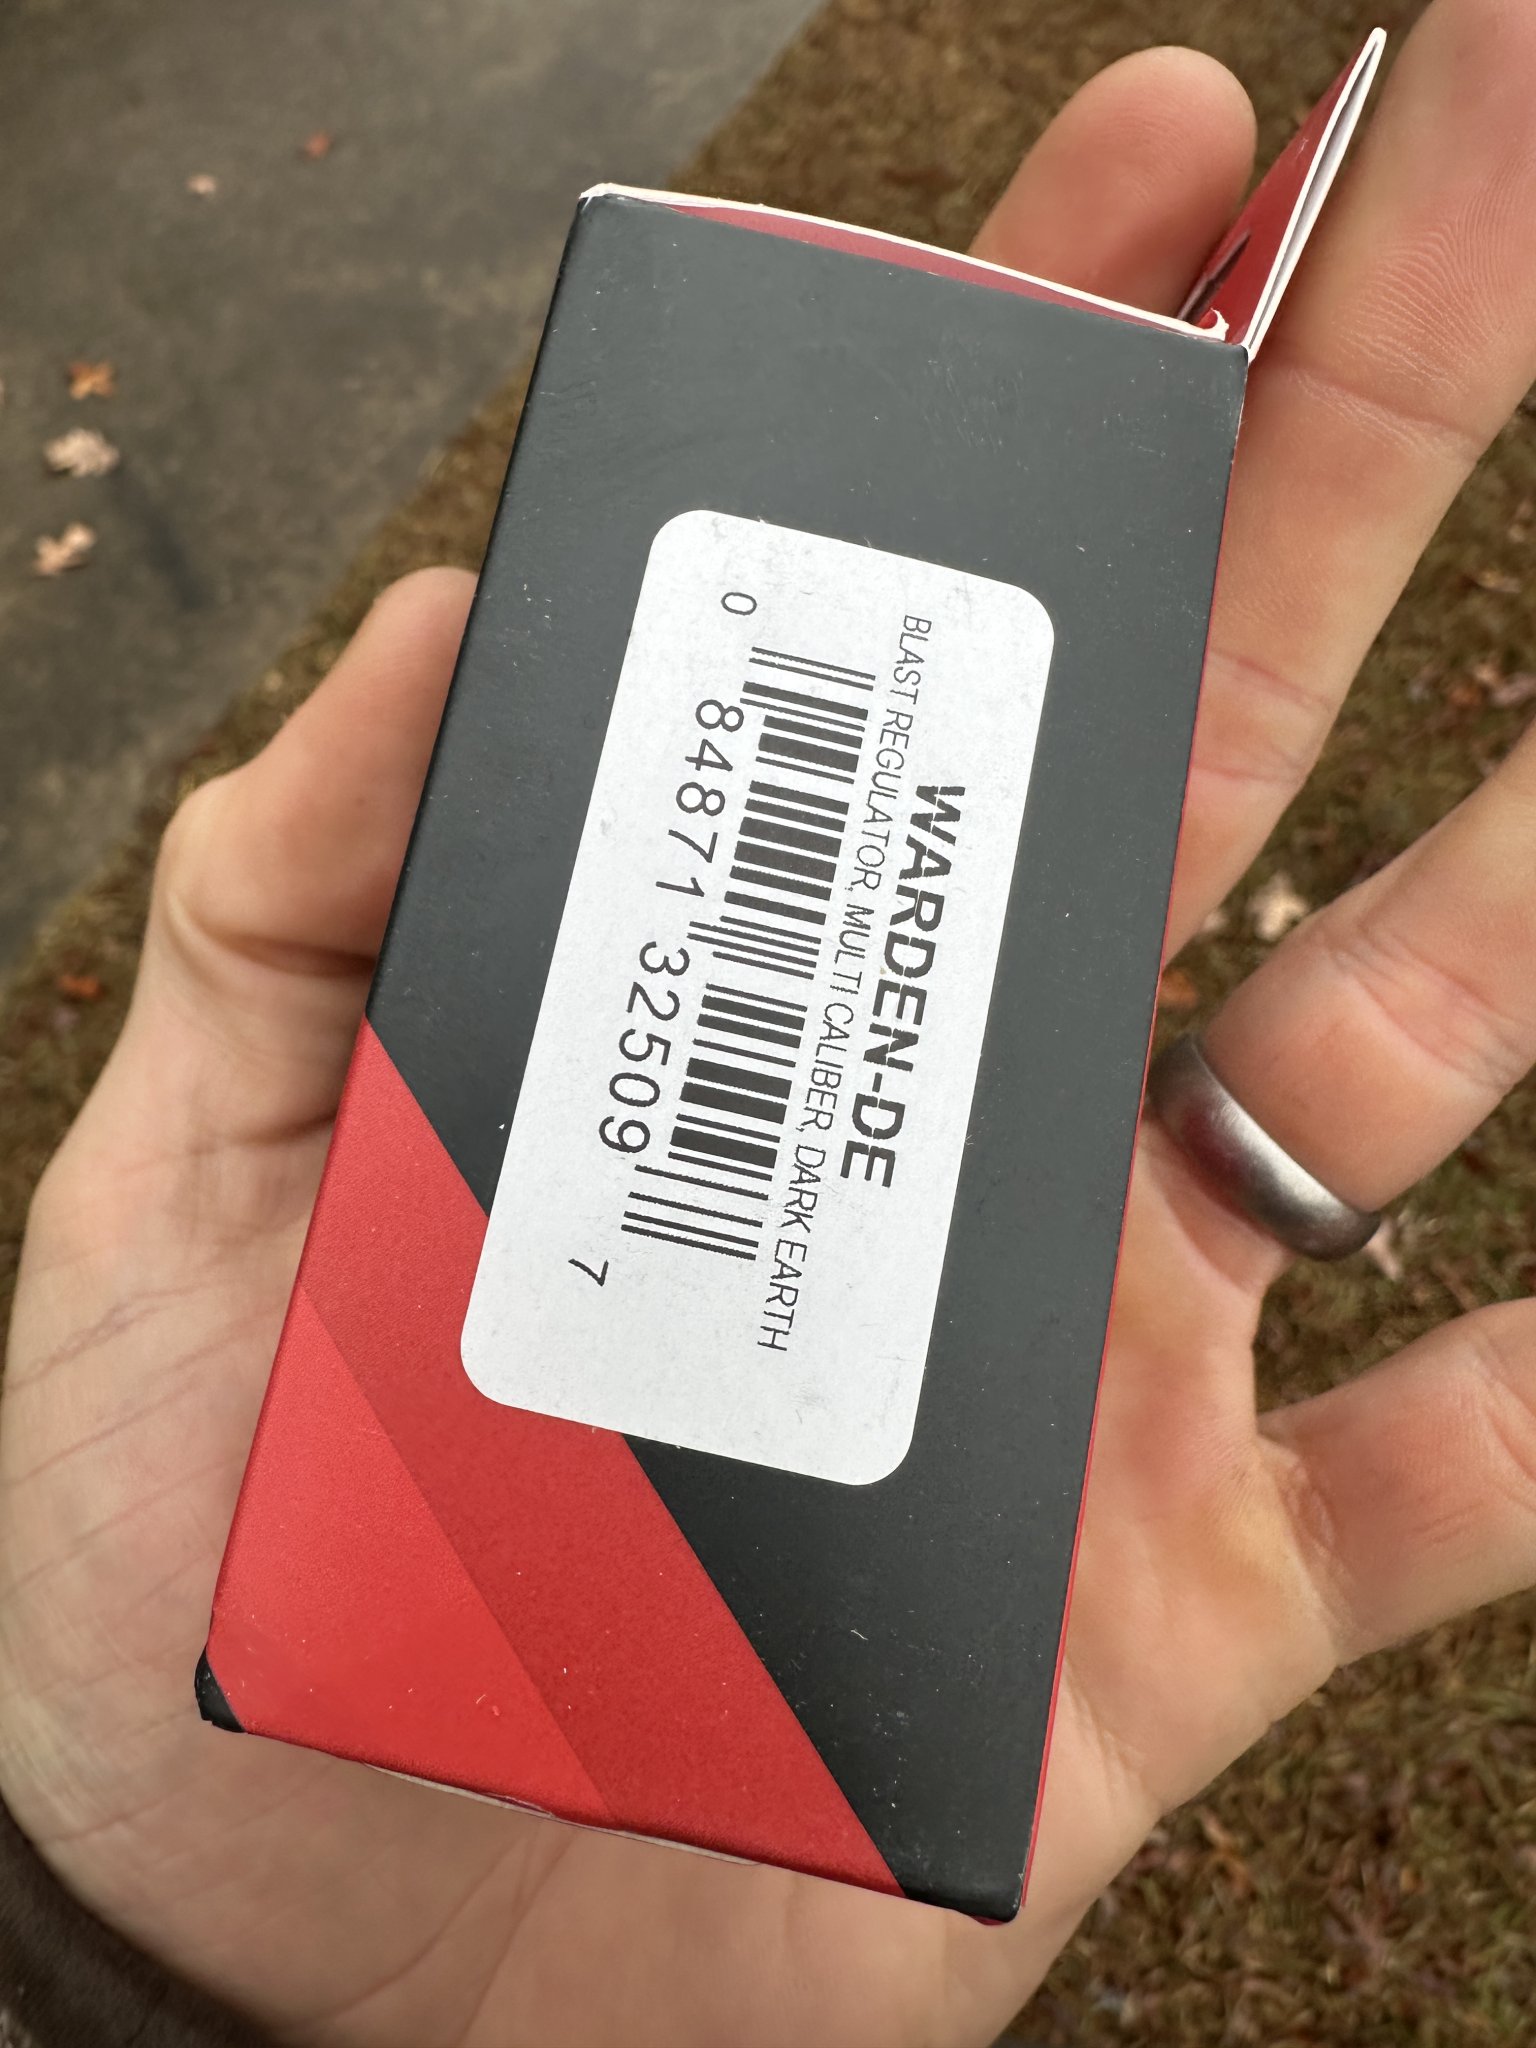 WARDEN-DE
BLAST REGULATOR, MULTI CALIBER, DARK EARTH
0 84871 32509 7